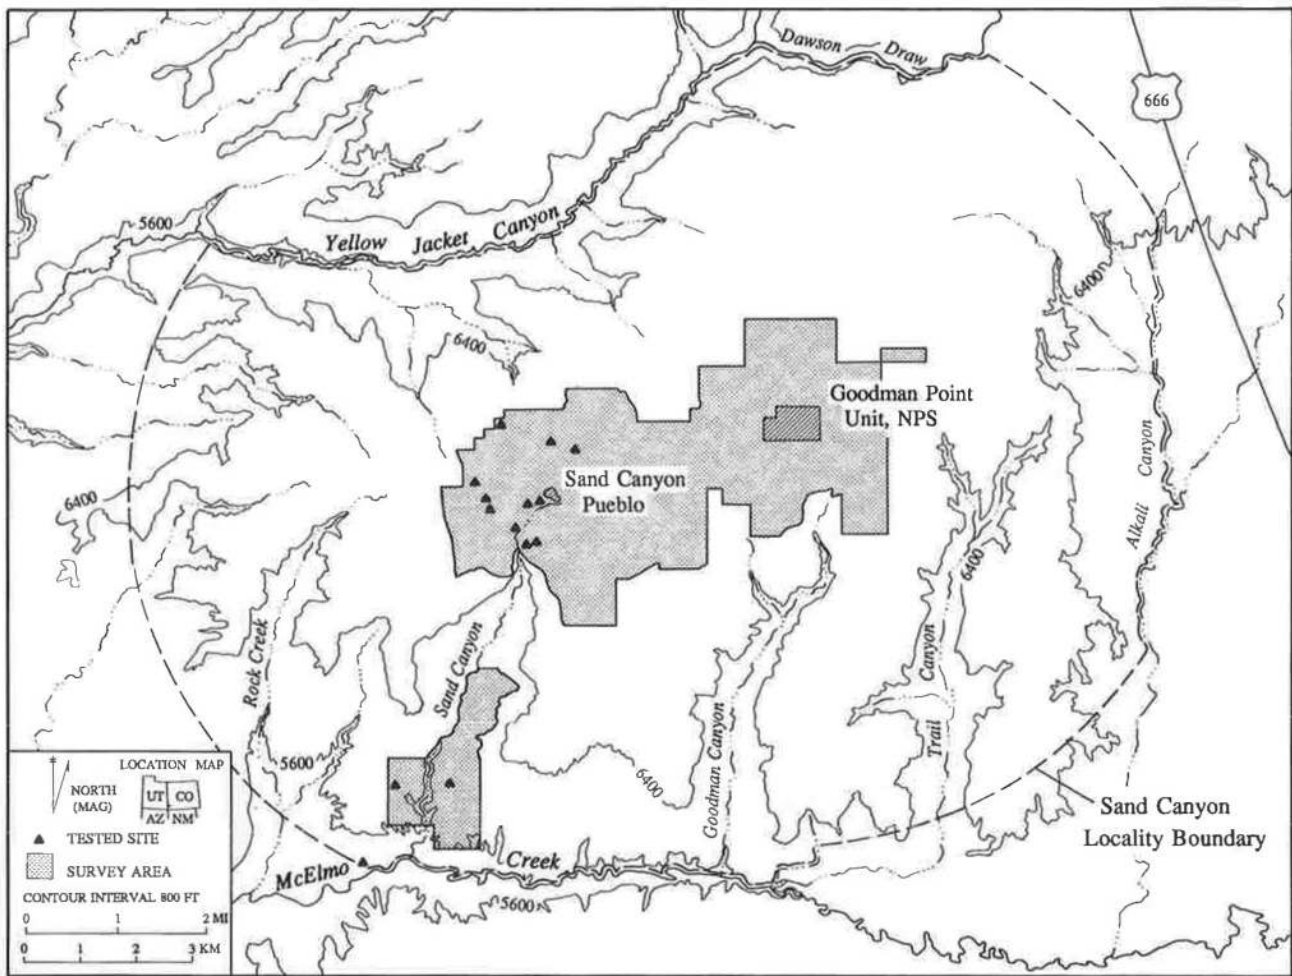 Dawson Draw
666
5600
Yellow Jacket Canyon
6400
6400
Goodman Point
Unit, NPS
Alkali Canyon
Sand Canyon
Pueblo
6400
6400
Rock Creek
Sand Canyon
Goodman Canyon
Trail Canyon
5600
6400
Sand Canyon
Locality Boundary
McElmo Creek
5600
LOCATION MAP
NORTH
(MAG)
UT CO
AZ NM
TESTED SITE
SURVEY AREA
CONTOUR INTERVAL 800 FT
0 1 2 MI
0 1 2 3 KM